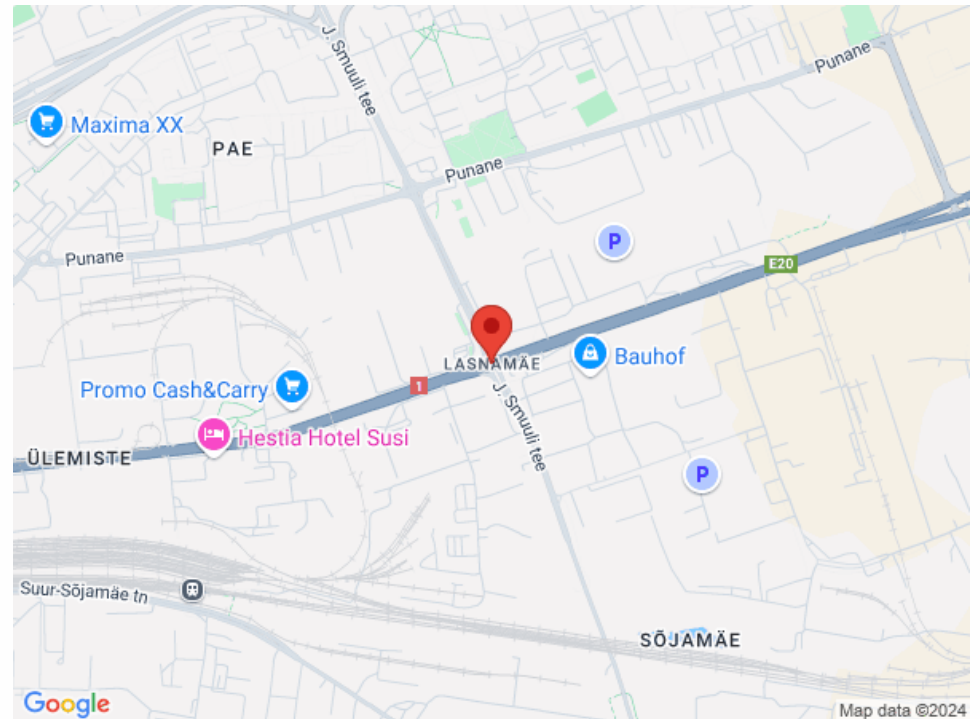 J. Smuuli tee
Punane
Maxima XX
PAE
Punane
Punane
P
E20
LASNAMÄE
Bauhof
1
Promo Cash&Carry
J. Smuuli tee
Hestia Hotel Susi
ÜLEMISTE
P
Suur-Sõjamäe tn
SÕJAMÄE
Google
Map data ©2024